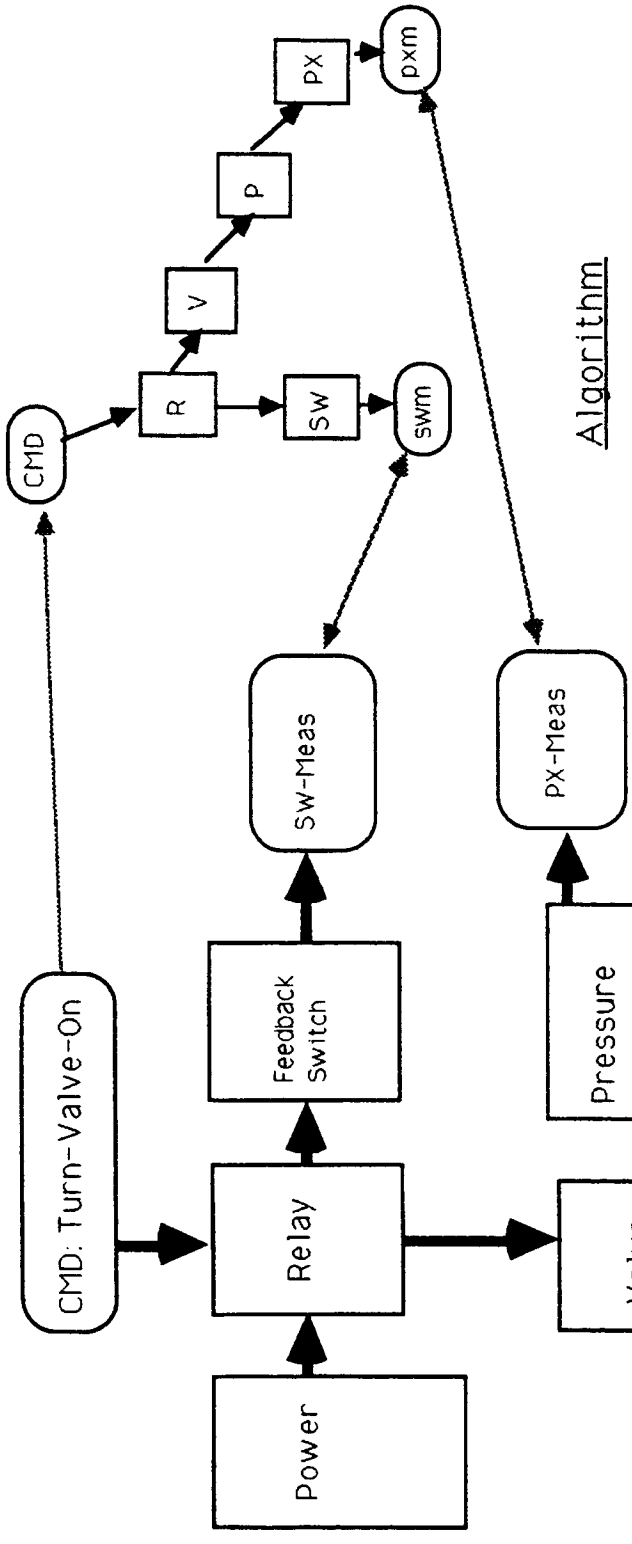 CMD: Turn-Valve-On
Power
Relay
Feedback
Switch
SW-Meas
Pressure
PX-Meas
CMD
R
V
P
PX
pxm
SW
swm
Algorithm